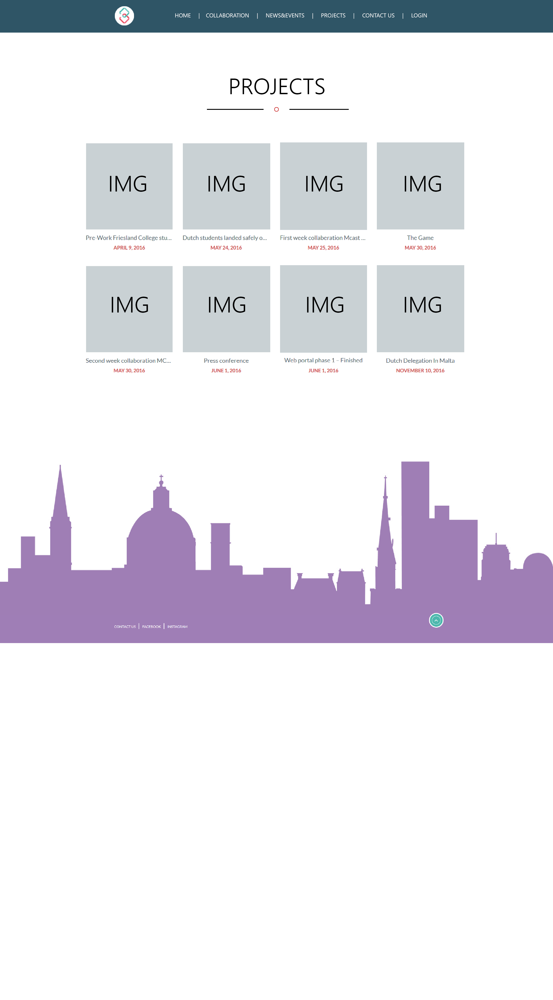 HOME | COLLABORATION | NEWS&EVENTS | PROJECTS | CONTACT US | LOGIN
PROJECTS
IMG IMG IMG IMG
Pre-Work Friesland College stu... Dutch students landed safely o... First week collaberation Mcast ... The Game
APRIL 9, 2016 MAY 24, 2016 MAY 25, 2016 MAY 30, 2016
IMG IMG IMG IMG
Second week collaboration MC... Press conference Web portal phase 1 – Finished Dutch Delegation In Malta
MAY 30, 2016 JUNE 1, 2016 JUNE 1, 2016 NOVEMBER 10, 2016
CONTACT US | FACEBOOK | INSTAGRAM